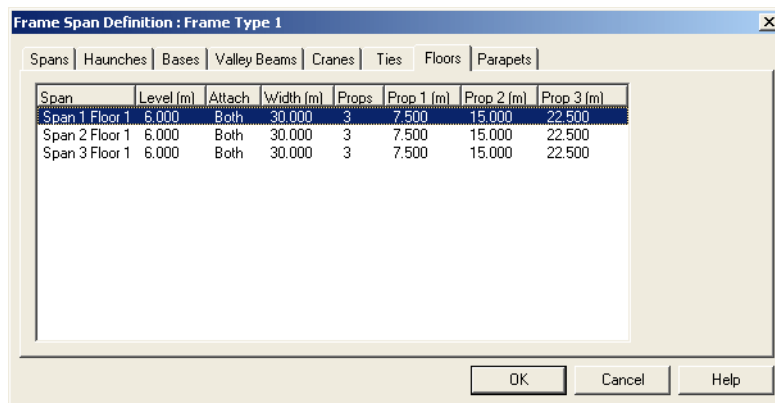 Frame Span Definition : Frame Type 1
Spans Haunches Bases Valley Beams Cranes Ties Floors Parapets
Span Level (m) Attach Width (m) Props Prop 1 (m) Prop 2 (m) Prop 3 (m)
Span 1 Floor 1 6.000 Both 30.000 3 7.500 15.000 22.500
Span 2 Floor 1 6.000 Both 30.000 3 7.500 15.000 22.500
Span 3 Floor 1 6.000 Both 30.000 3 7.500 15.000 22.500
OK Cancel Help